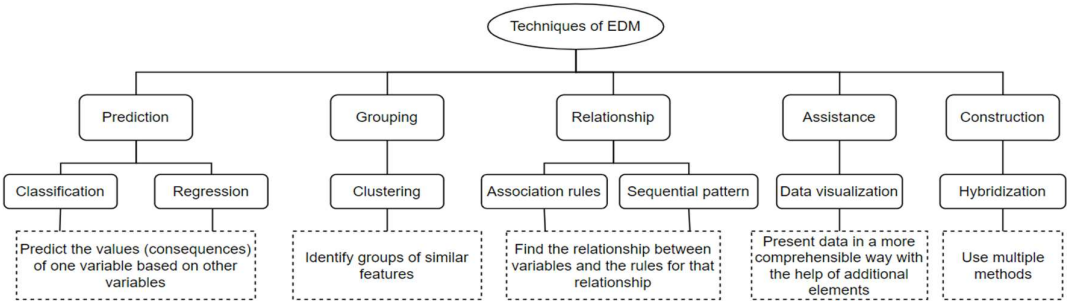 Techniques of EDM
Prediction
Grouping
Relationship
Assistance
Construction
Classification
Regression
Clustering
Association rules
Sequential pattern
Data visualization
Hybridization
Predict the values (consequences)
of one variable based on other
variables
Identify groups of similar
features
Find the relationship between
variables and the rules for that
relationship
Present data in a more
comprehensible way with
the help of additional
elements
Use multiple
methods